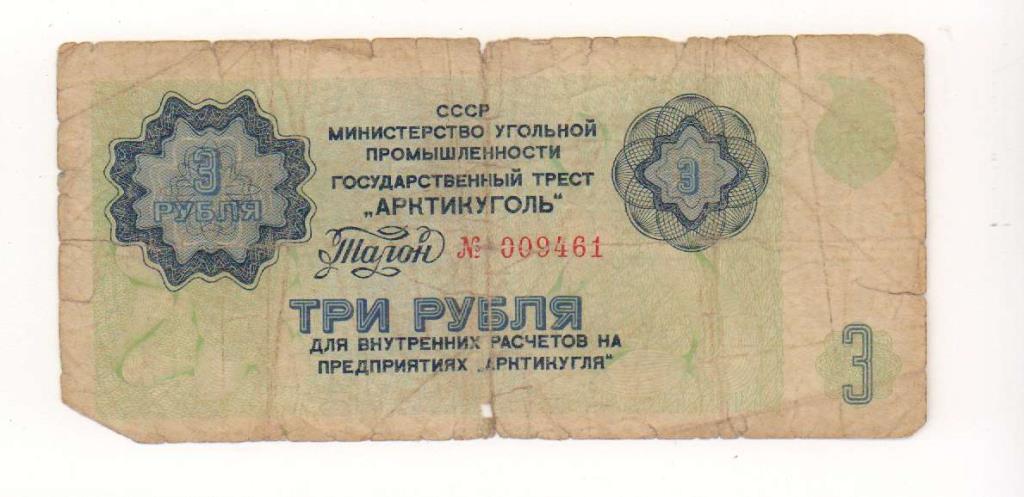 СССР
МИНИСТЕРСТВО УГОЛЬНОЙ
ПРОМЫШЛЕННОСТИ
ГОСУДАРСТВЕННЫЙ ТРЕСТ
„АРКТИКУГОЛЬ“
3
РУБЛЯ
3
Талон № 009461
ТРИ РУБЛЯ
ДЛЯ ВНУТРЕННИХ РАСЧЕТОВ НА
ПРЕДПРИЯТИЯХ „АРКТИКУГЛЯ“
3